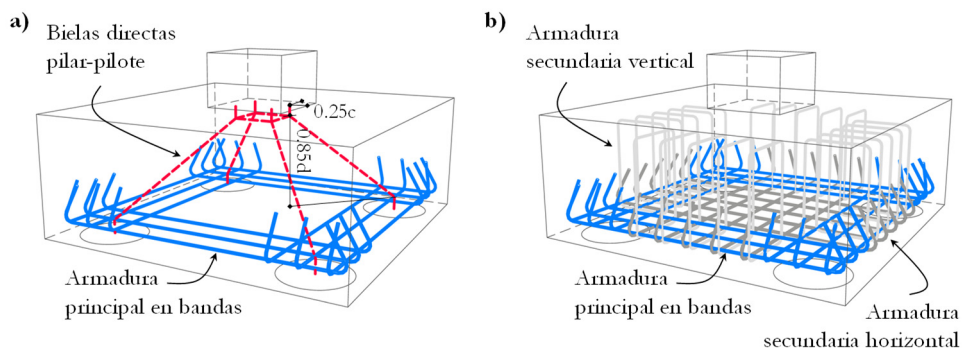 a)
Bielas directas
pilar-pilote
0.25c
0.85d
Armadura
principal en bandas
b)
Armadura
secundaria vertical
Armadura
principal en bandas
Armadura
secundaria horizontal